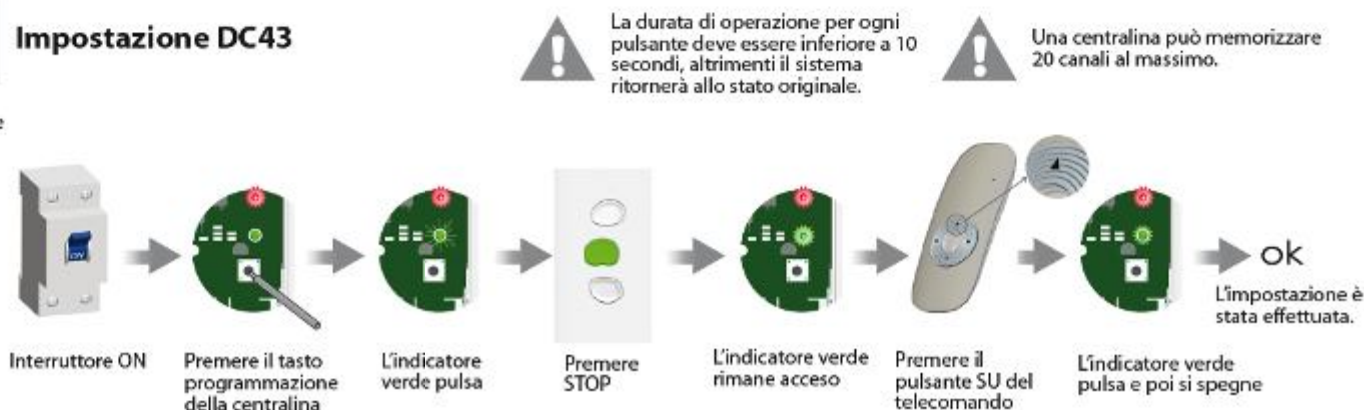 Impostazione DC43
La durata di operazione per ogni
pulsante deve essere inferiore a 10
secondi, altrimenti il sistema
ritornerà allo stato originale.
Una centralina può memorizzare
20 canali al massimo.
e
ON
ok
L'impostazione è
stata effettuata.
Interruttore ON
Premere il tasto
programmazione
della centralina
L'indicatore
verde pulsa
Premere
STOP
L'indicatore verde
rimane acceso
Premere il
pulsante SU del
telecomando
L'indicatore verde
pulsa e poi si spegne